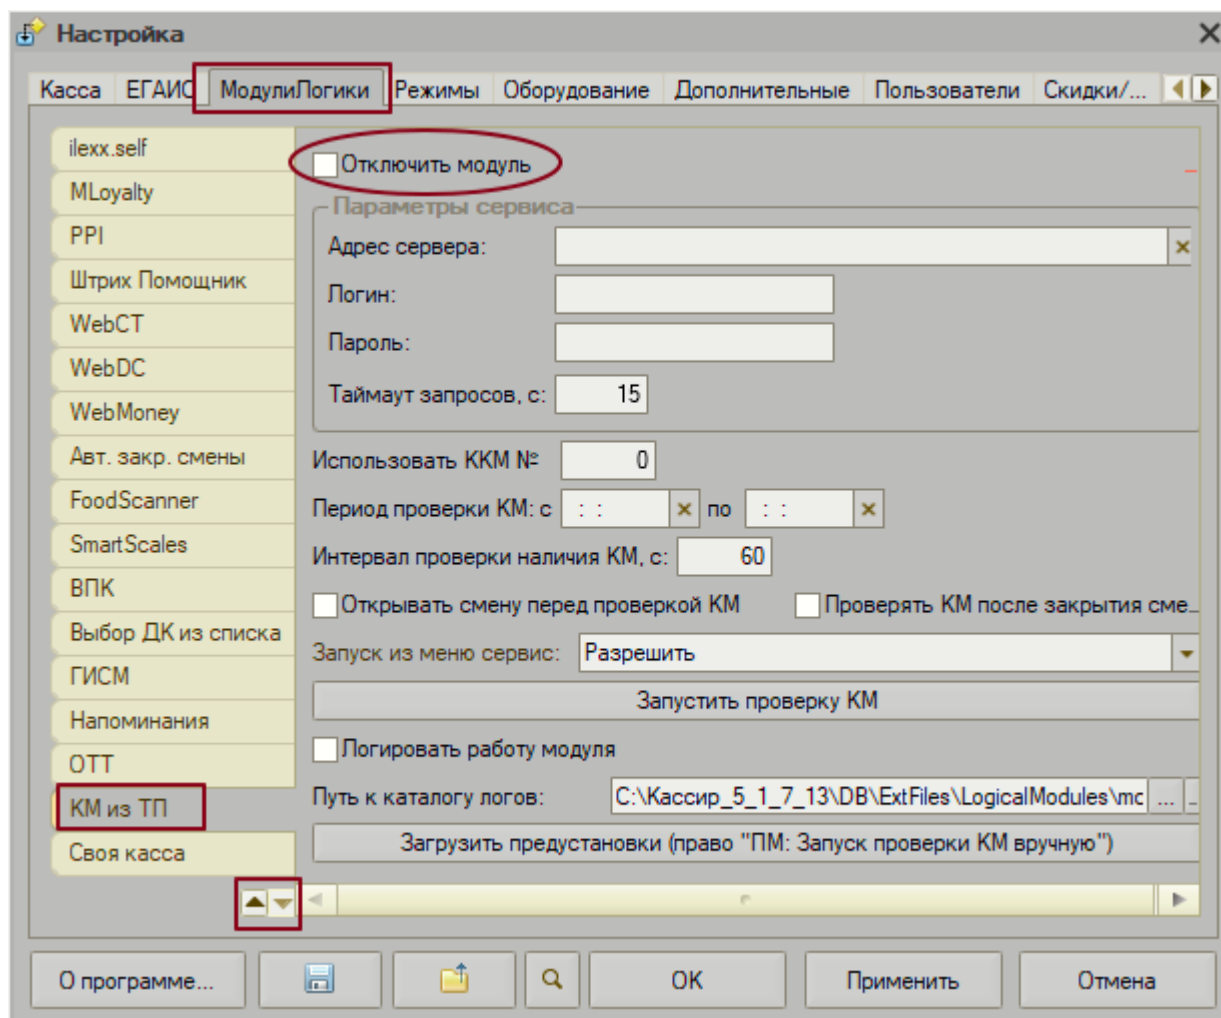 Настройка
Касса ЕГАИС МодулиЛогики Режимы Оборудование Дополнительные Пользователи Скидки/...
ilexx.self
MLoyalty
PPI
Штрих Помощник
WebCT
WebDC
WebMoney
Авт. закр. смены
FoodScanner
SmartScales
ВПК
Выбор ДК из списка
ГИСМ
Напоминания
ОТТ
КМ из ТП
Своя касса
Отключить модуль
Параметры сервиса
Адрес сервера:
Логин:
Пароль:
Таймаут запросов, с: 15
Использовать ККМ № 0
Период проверки КМ: с : : по : :
Интервал проверки наличия КМ, с: 60
Открывать смену перед проверкой КМ Проверять КМ после закрытия сме...
Запуск из меню сервис: Разрешить
Запустить проверку КМ
Логировать работу модуля
Путь к каталогу логов: C:\Кассир_5_1_7_13\DB\ExtFiles\LogicalModules\mc ...
Загрузить предустановки (право "ПМ: Запуск проверки КМ вручную")
О программе... OK Применить Отмена